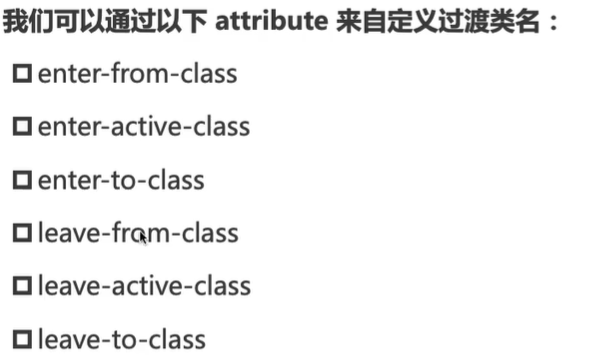 我们可以通过以下 attribute 来自定义过渡类名：
enter-from-class
enter-active-class
enter-to-class
leave-from-class
leave-active-class
leave-to-class